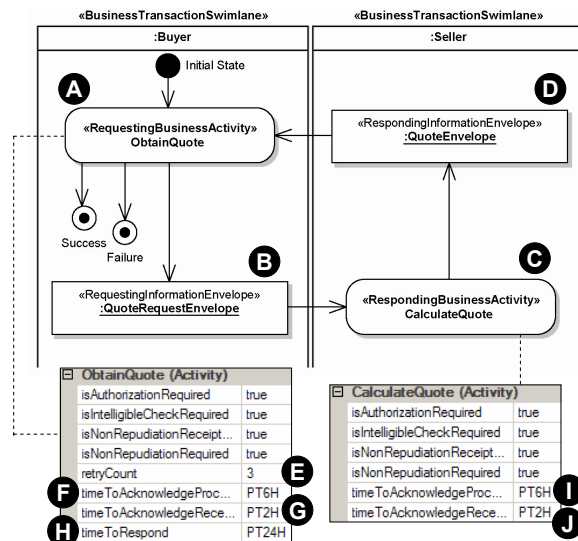 «BusinessTransactionSwimlane» «BusinessTransactionSwimlane»
:Buyer :Seller
Initial State
A
D
«RequestingBusinessActivity»
ObtainQuote
«RespondingInformationEnvelope»
:QuoteEnvelope
Success
Failure
B
C
«RequestingInformationEnvelope»
:QuoteRequestEnvelope
«RespondingBusinessActivity»
CalculateQuote
ObtainQuote (Activity)
isAuthorizationRequired true
isIntelligibleCheckRequired true
isNonRepudiationReceipt... true
isNonRepudiationRequired true
retryCount 3 E
F timeToAcknowledgeProc... PT6H
timeToAcknowledgeRece... PT2H G
H timeToRespond PT24H
CalculateQuote (Activity)
isAuthorizationRequired true
isIntelligibleCheckRequired true
isNonRepudiationReceipt... true
isNonRepudiationRequired true
timeToAcknowledgeProc... PT6H I
timeToAcknowledgeRece... PT2H J